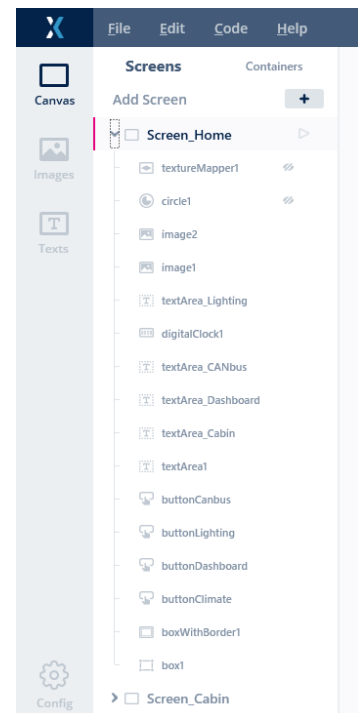 File Edit Code Help
Screens Containers
Canvas
Add Screen +
Screen_Home
Images
textureMapper1
circle1
Texts
image2
image1
textArea_Lighting
digitalClock1
textArea_CANbus
textArea_Dashboard
textArea_Cabin
textArea1
buttonCanbus
buttonLighting
buttonDashboard
buttonClimate
boxWithBorder1
box1
Config
Screen_Cabin